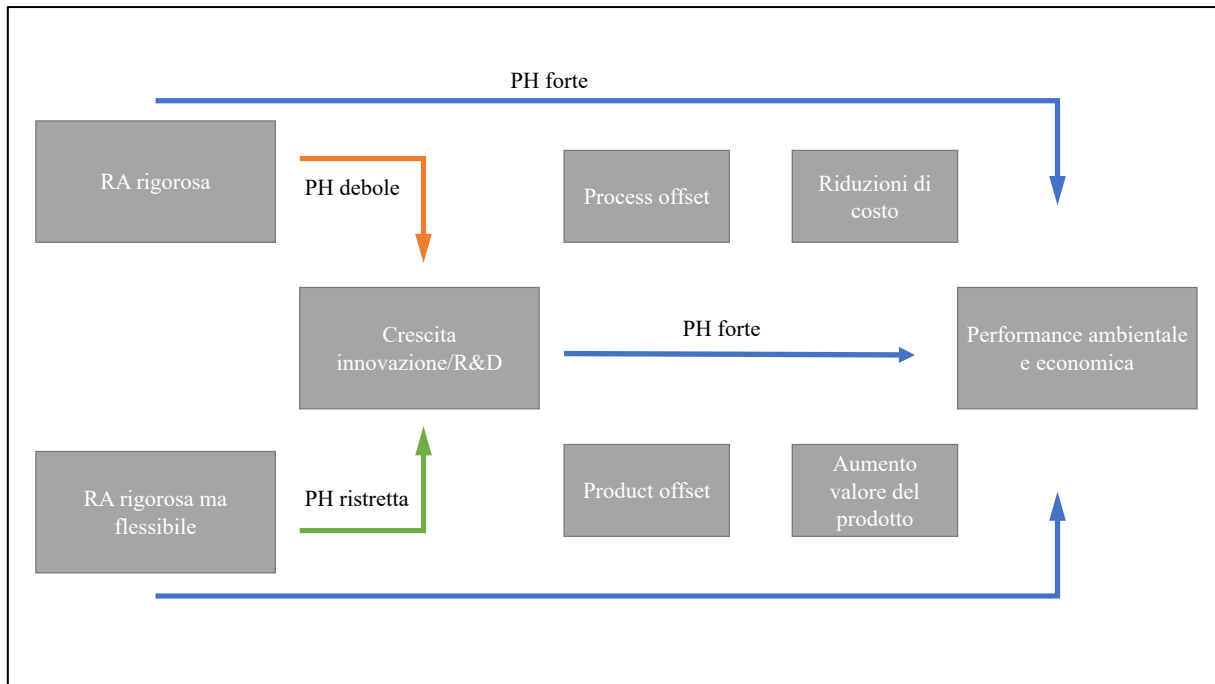 PH forte
RA rigorosa
PH debole
Process offset
Riduzioni di
costo
Crescita
innovazione/R&D
PH forte
Performance ambientale
e economica
RA rigorosa ma
flessibile
PH ristretta
Product offset
Aumento
valore del
prodotto